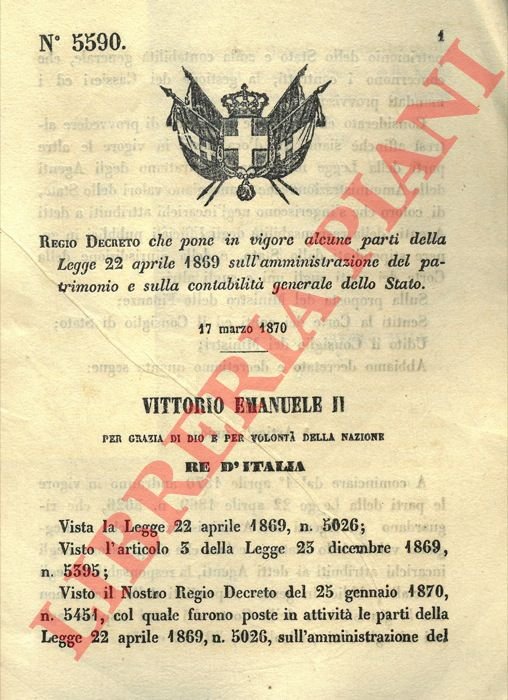 N° 5590.
1
REGIO DECRETO che pone in vigore alcune parti della
Legge 22 aprile 1869 sull'amministrazione del pa-
trimonio e sulla contabilità generale dello Stato.
17 marzo 1870
VITTORIO EMANUELE II
PER GRAZIA DI DIO E PER VOLONTÀ DELLA NAZIONE
RE D'ITALIA
Vista la Legge 22 aprile 1869, n. 5026;
Visto l'articolo 3 della Legge 23 dicembre 1869,
n. 5395;
Visto il Nostro Regio Decreto del 25 gennaio 1870,
n. 5451, col quale furono poste in attività le parti della
Legge 22 aprile 1869, n. 5026, sull'amministrazione del
LIBRERIA PIANI